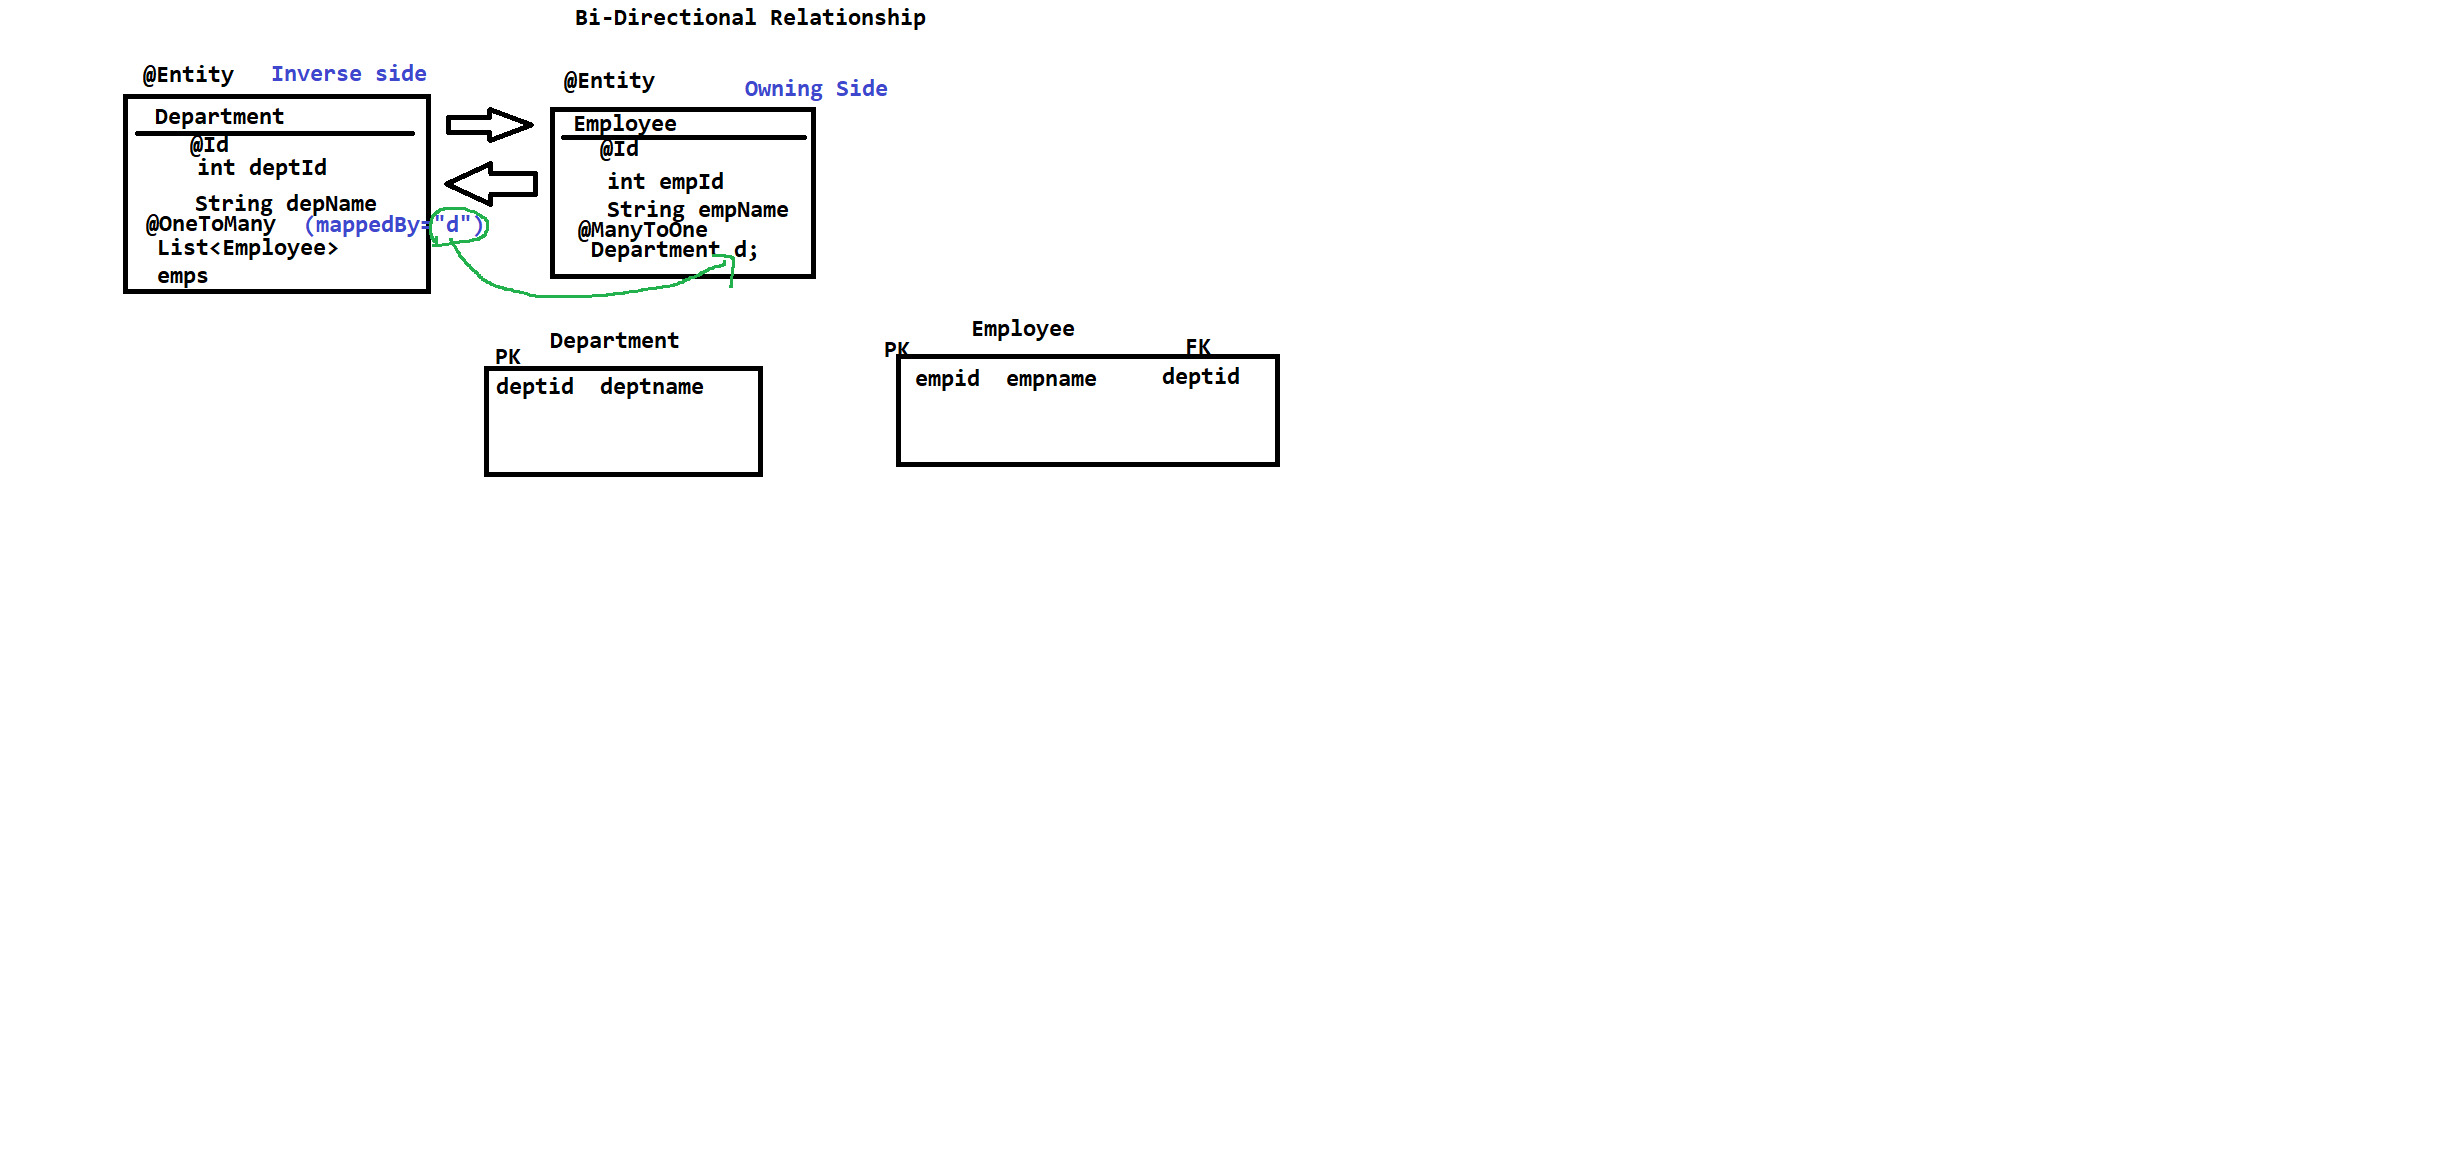 Bi-Directional Relationship
@Entity Inverse side
Department
@Id
int deptId
String depName
@OneToMany (mappedBy="d")
List<Employee>
emps
@Entity
Owning Side
Employee
@Id
int empId
String empName
@ManyToOne
Department d;
Department
PK
deptid deptname
Employee
PK FK
empid empname deptid